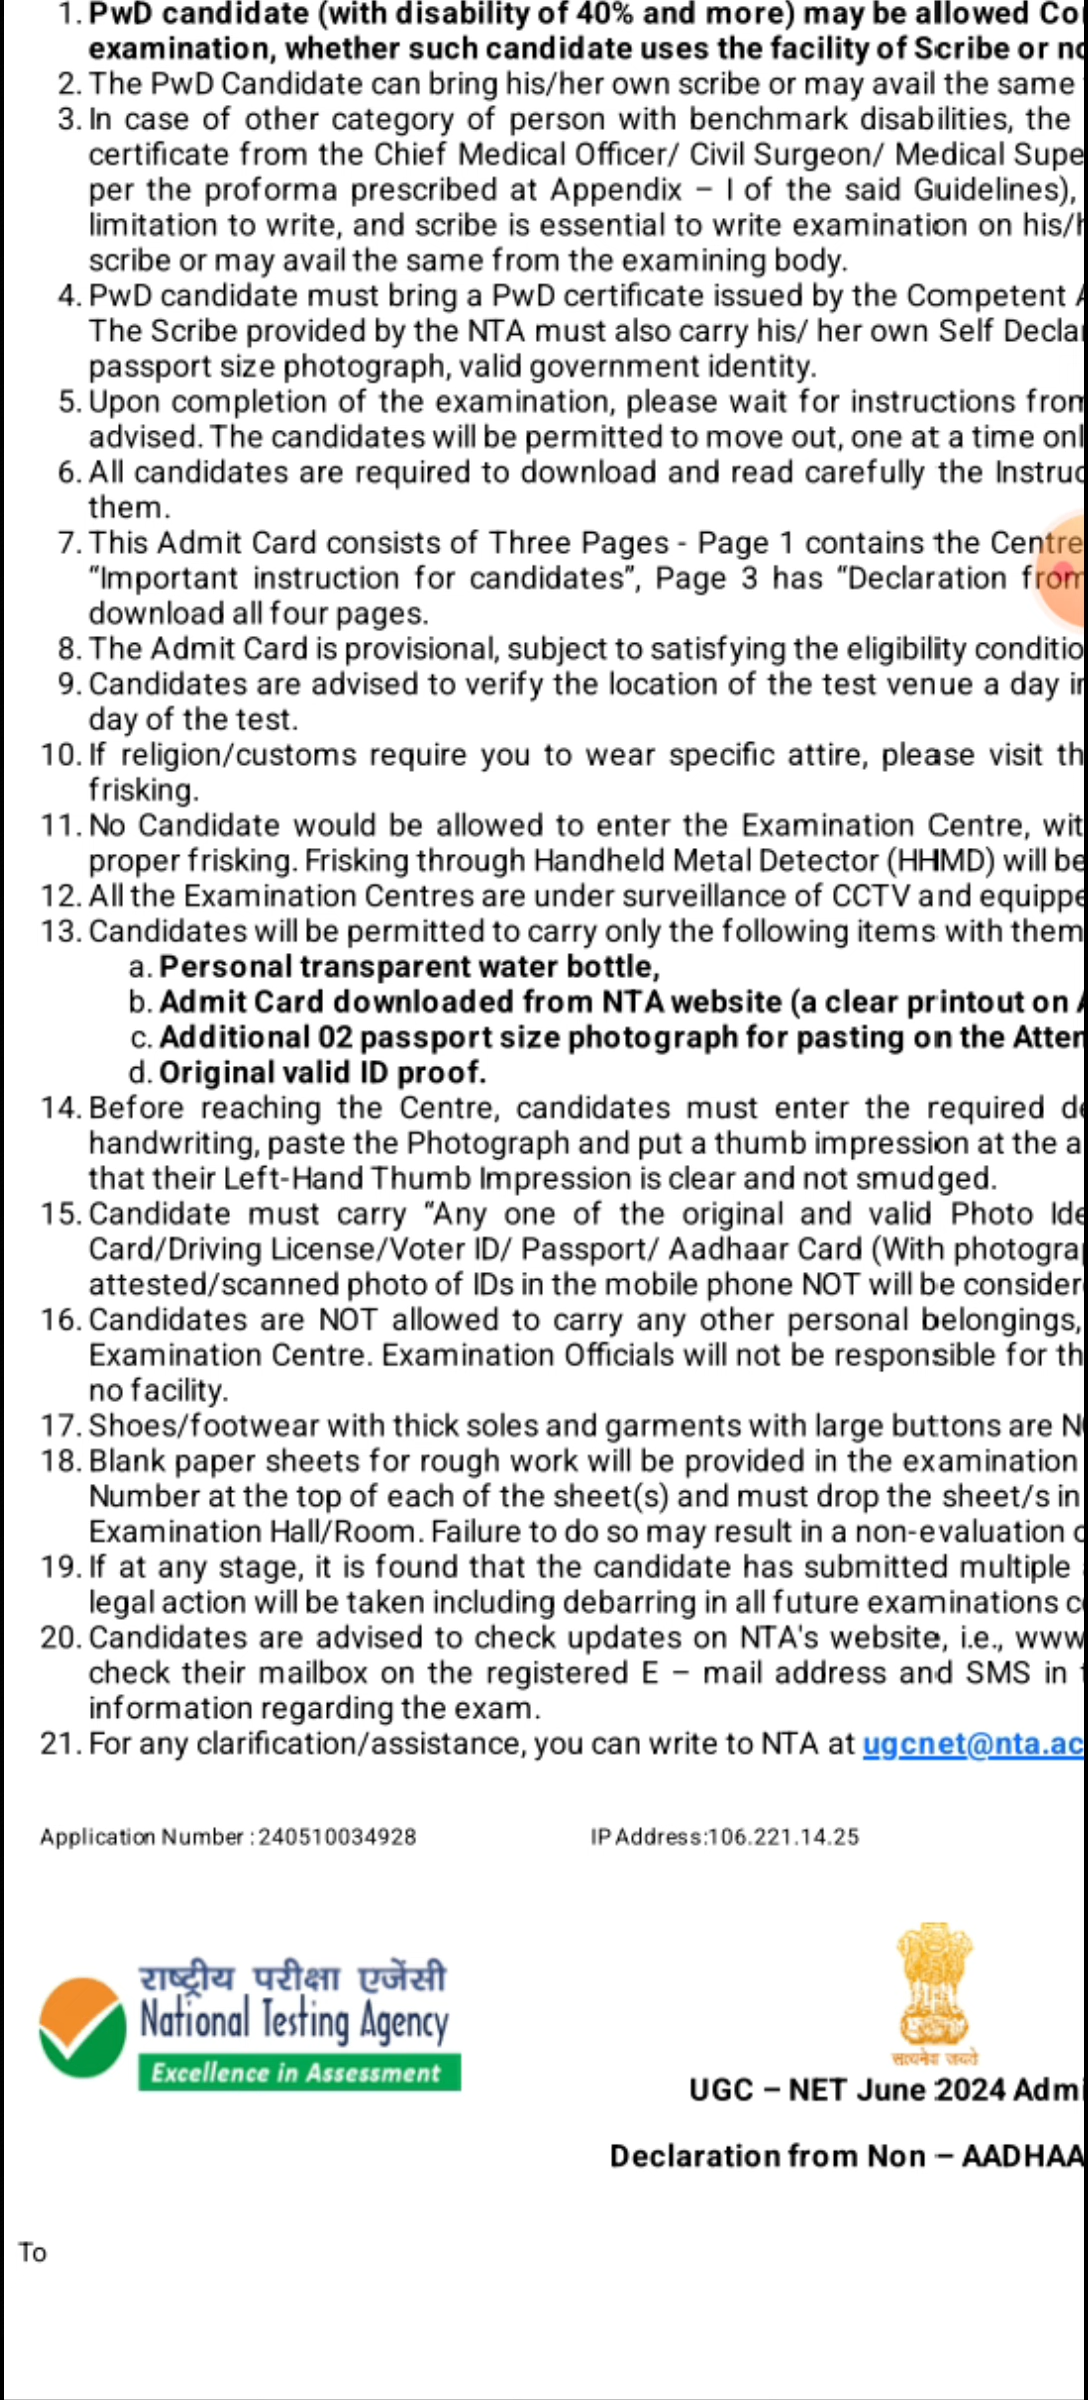 1. PwD candidate (with disability of 40% and more) may be allowed Co
examination, whether such candidate uses the facility of Scribe or no
2. The PwD Candidate can bring his/her own scribe or may avail the same
3. In case of other category of person with benchmark disabilities, the
certificate from the Chief Medical Officer/ Civil Surgeon/ Medical Supe
per the proforma prescribed at Appendix – I of the said Guidelines),
limitation to write, and scribe is essential to write examination on his/h
scribe or may avail the same from the examining body.
4. PwD candidate must bring a PwD certificate issued by the Competent A
The Scribe provided by the NTA must also carry his/ her own Self Decla
passport size photograph, valid government identity.
5. Upon completion of the examination, please wait for instructions from
advised. The candidates will be permitted to move out, one at a time onl
6. All candidates are required to download and read carefully the Instruc
them.
7. This Admit Card consists of Three Pages - Page 1 contains the Centre
“Important instruction for candidates”, Page 3 has “Declaration from
download all four pages.
8. The Admit Card is provisional, subject to satisfying the eligibility conditio
9. Candidates are advised to verify the location of the test venue a day in
day of the test.
10. If religion/customs require you to wear specific attire, please visit th
frisking.
11. No Candidate would be allowed to enter the Examination Centre, wit
proper frisking. Frisking through Handheld Metal Detector (HHMD) will be
12. All the Examination Centres are under surveillance of CCTV and equippe
13. Candidates will be permitted to carry only the following items with them
a. Personal transparent water bottle,
b. Admit Card downloaded from NTA website (a clear printout on A
c. Additional 02 passport size photograph for pasting on the Atten
d. Original valid ID proof.
14. Before reaching the Centre, candidates must enter the required de
handwriting, paste the Photograph and put a thumb impression at the a
that their Left-Hand Thumb Impression is clear and not smudged.
15. Candidate must carry “Any one of the original and valid Photo Ide
Card/Driving License/Voter ID/ Passport/ Aadhaar Card (With photogra
attested/scanned photo of IDs in the mobile phone NOT will be consider
16. Candidates are NOT allowed to carry any other personal belongings,
Examination Centre. Examination Officials will not be responsible for th
no facility.
17. Shoes/footwear with thick soles and garments with large buttons are N
18. Blank paper sheets for rough work will be provided in the examination
Number at the top of each of the sheet(s) and must drop the sheet/s in
Examination Hall/Room. Failure to do so may result in a non-evaluation o
19. If at any stage, it is found that the candidate has submitted multiple
legal action will be taken including debarring in all future examinations c
20. Candidates are advised to check updates on NTA's website, i.e., www
check their mailbox on the registered E – mail address and SMS in
information regarding the exam.
21. For any clarification/assistance, you can write to NTA at ugcnet@nta.ac
Application Number : 240510034928 IP Address:106.221.14.25
राष्ट्रीय परीक्षा एजेंसी
National Testing Agency
Excellence in Assessment
सत्यमेव जयते
UGC – NET June 2024 Admi
Declaration from Non – AADHAA
To